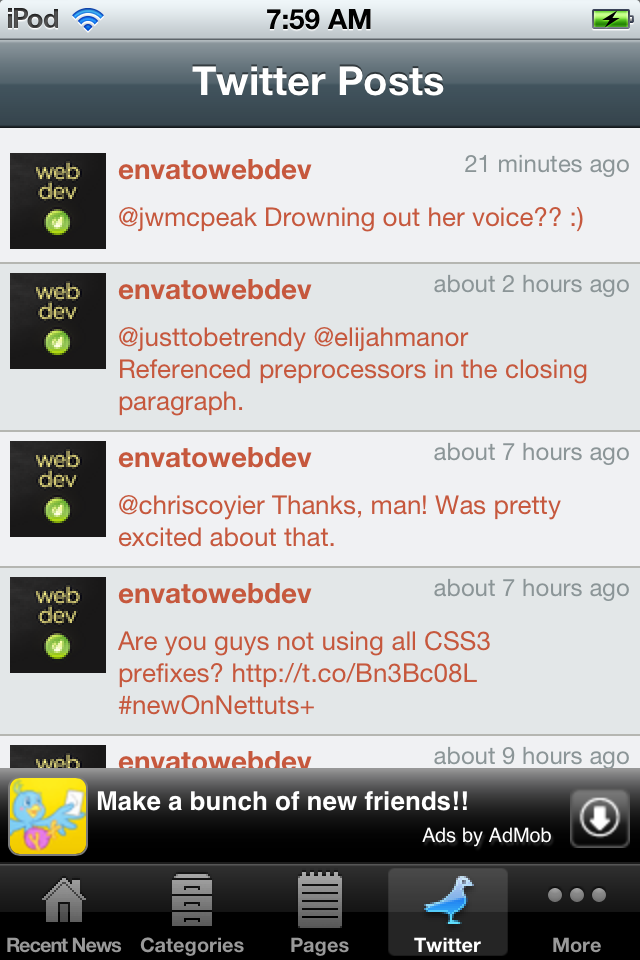 iPod
7:59 AM
Twitter Posts
web
dev
envatowebdev
21 minutes ago
@jwmcpeak Drowning out her voice?? :)
web
dev
envatowebdev
about 2 hours ago
@justtobetrendy @elijahmanor
Referenced preprocessors in the closing
paragraph.
web
dev
envatowebdev
about 7 hours ago
@chriscoyier Thanks, man! Was pretty
excited about that.
web
dev
envatowebdev
about 7 hours ago
Are you guys not using all CSS3
prefixes? http://t.co/Bn3Bc08L
#newOnNettuts+
web
envatowebdev
about 9 hours ago
Make a bunch of new friends!!
Ads by AdMob
Recent News
Categories
Pages
Twitter
More